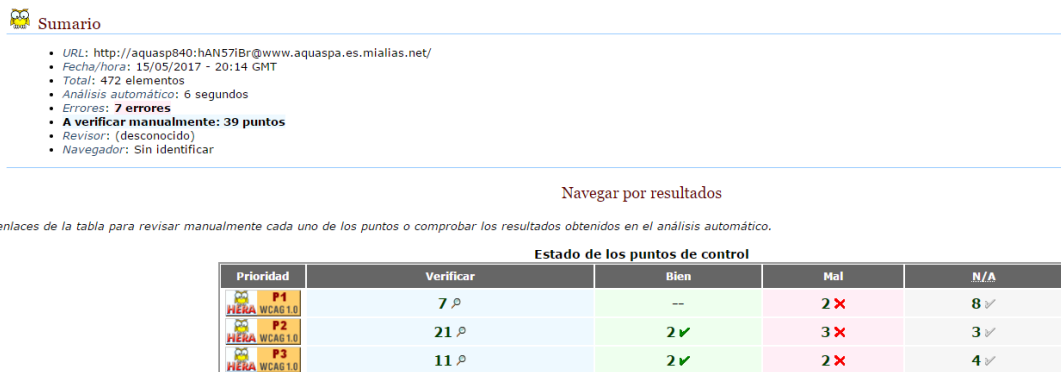 Sumario
URL: http://aquasp840:hAN57iBr@www.aquaspa.es.mialias.net/
Fecha/hora: 15/05/2017 - 20:14 GMT
Total: 472 elementos
Análisis automático: 6 segundos
Errores: 7 errores
A verificar manualmente: 39 puntos
Revisor: (desconocido)
Navegador: Sin identificar
Navegar por resultados
enlaces de la tabla para revisar manualmente cada uno de los puntos o comprobar los resultados obtenidos en el análisis automático.
Estado de los puntos de control
Prioridad Verificar Bien Mal N/A
HERA P1 WCAG 1.0 7 -- 2 8
HERA P2 WCAG 1.0 21 2 3 3
HERA P3 WCAG 1.0 11 2 2 4